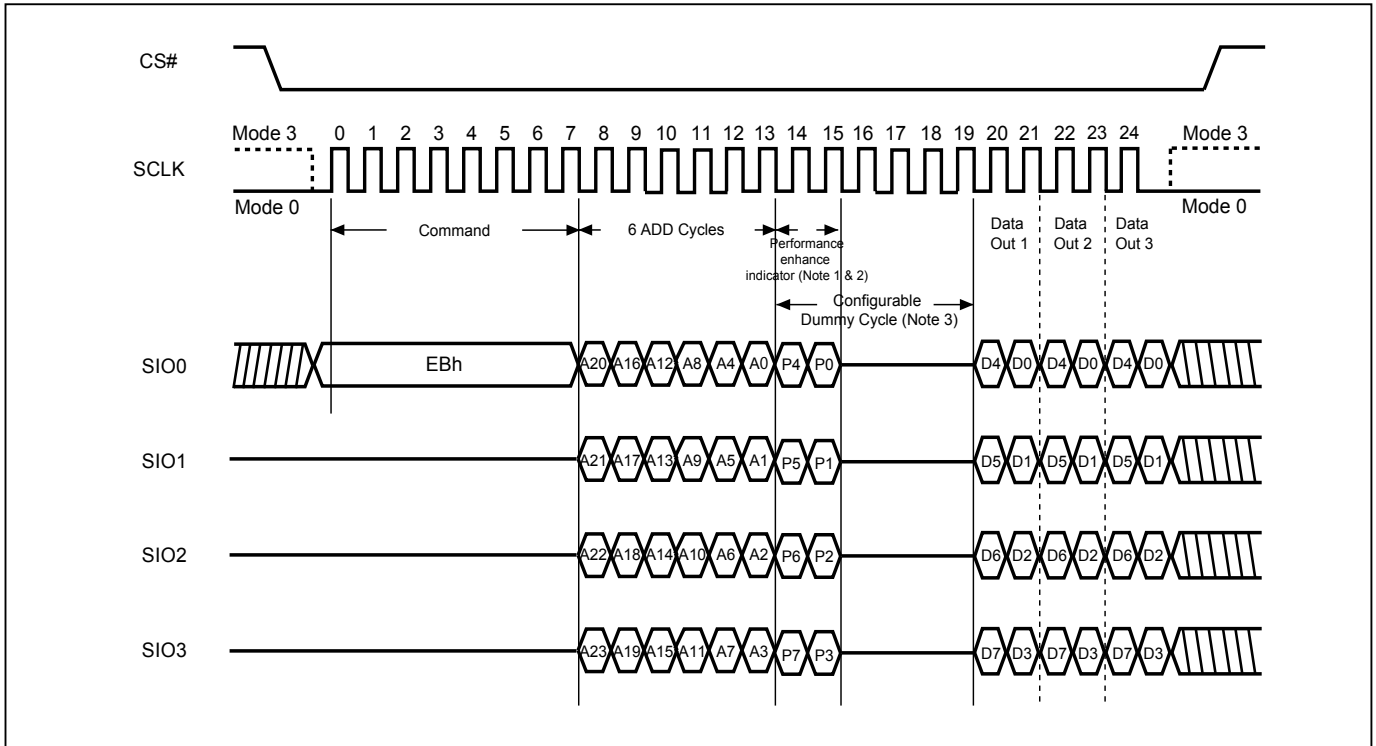 CS#
Mode 3 0 1 2 3 4 5 6 7 8 9 10 11 12 13 14 15 16 17 18 19 20 21 22 23 24 Mode 3
SCLK
Mode 0 Mode 0
Command 6 ADD Cycles Data Out 1 Data Out 2 Data Out 3
Performance
enhance
indicator (Note 1 & 2)
Configurable
Dummy Cycle (Note 3)
SIO0 EBh A20 A16 A12 A8 A4 A0 P4 P0 D4 D0 D4 D0 D4 D0
SIO1 A21 A17 A13 A9 A5 A1 P5 P1 D5 D1 D5 D1 D5 D1
SIO2 A22 A18 A14 A10 A6 A2 P6 P2 D6 D2 D6 D2 D6 D2
SIO3 A23 A19 A15 A11 A7 A3 P7 P3 D7 D3 D7 D3 D7 D3